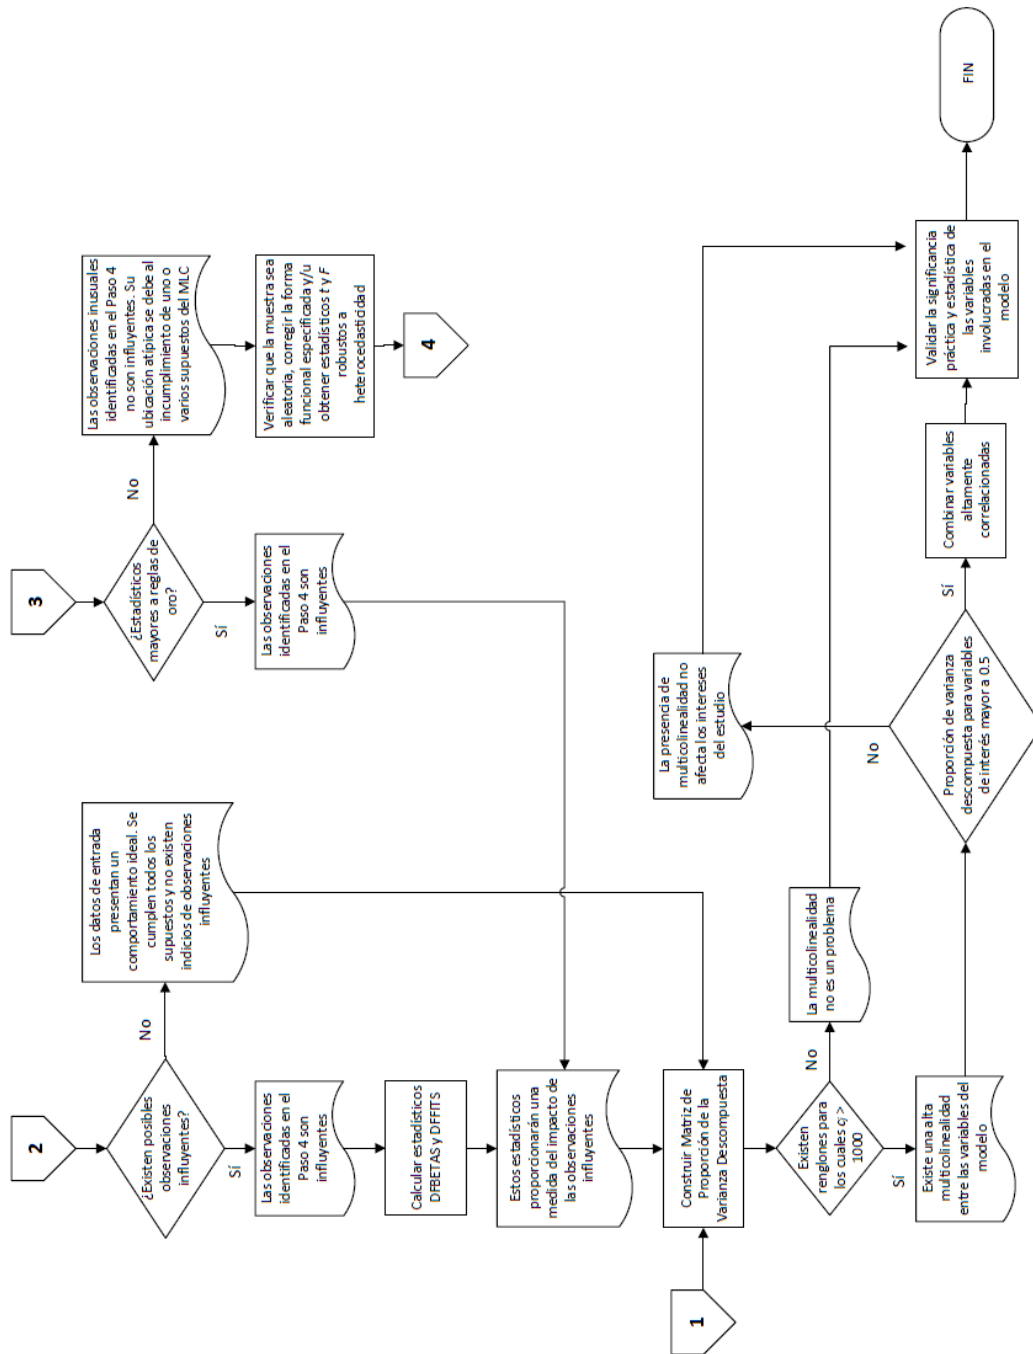 2
¿Existen posibles
observaciones
influyentes?
No
Los datos de entrada
presentan un
comportamiento ideal. Se
cumplen todos los
supuestos y no existen
indicios de observaciones
influyentes
Sí
Las observaciones
identificadas en el
Paso 4 son
influyentes
Calcular estadísticos
DFBETAS y DFFITS
Estos estadísticos
proporcionarán una
medida del impacto de
las observaciones
influyentes
3
¿Estadísticos
mayores a reglas de
oro?
No
Las observaciones inusuales
identificadas en el Paso 4
no son influyentes. Su
ubicación atípica se debe al
incumplimiento de uno o
varios supuestos del MLC
Verificar que la muestra sea
aleatoria, corregir la forma
funcional especificada y/u
obtener estadísticos t y F
robustos a
heterocedasticidad
4
Sí
Las observaciones
identificadas en el
Paso 4 son
influyentes
1
Construir Matriz de
Proporción de la
Varianza Descompuesta
Existen
renglones para
los cuales cj >
1000
No
La multicolinealidad
no es un problema
Sí
Existe una alta
multicolinealidad
entre las variables del
modelo
Proporción de varianza
descompuesta para variables
de interés mayor a 0.5
No
La presencia de
multicolinealidad no
afecta los intereses
del estudio
Sí
Combinar variables
altamente
correlacionadas
Validar la significancia
práctica y estadística de
las variables
involucradas en el
modelo
FIN